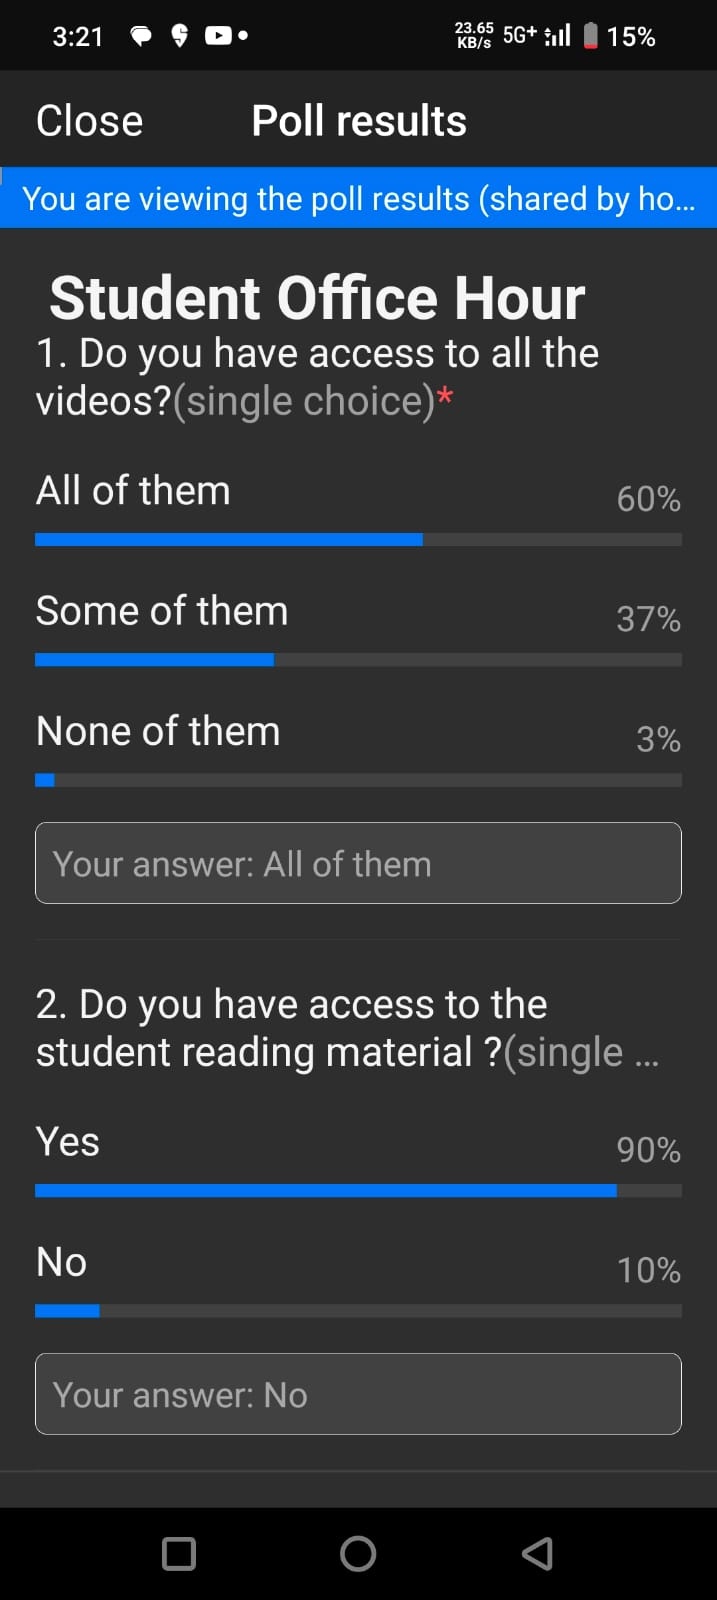 3:21 23.65 KB/s 5G+ 15%
Close Poll results
You are viewing the poll results (shared by ho...
Student Office Hour
1. Do you have access to all the
videos?(single choice)*
All of them 60%
Some of them 37%
None of them 3%
Your answer: All of them
2. Do you have access to the
student reading material ?(single ...
Yes 90%
No 10%
Your answer: No